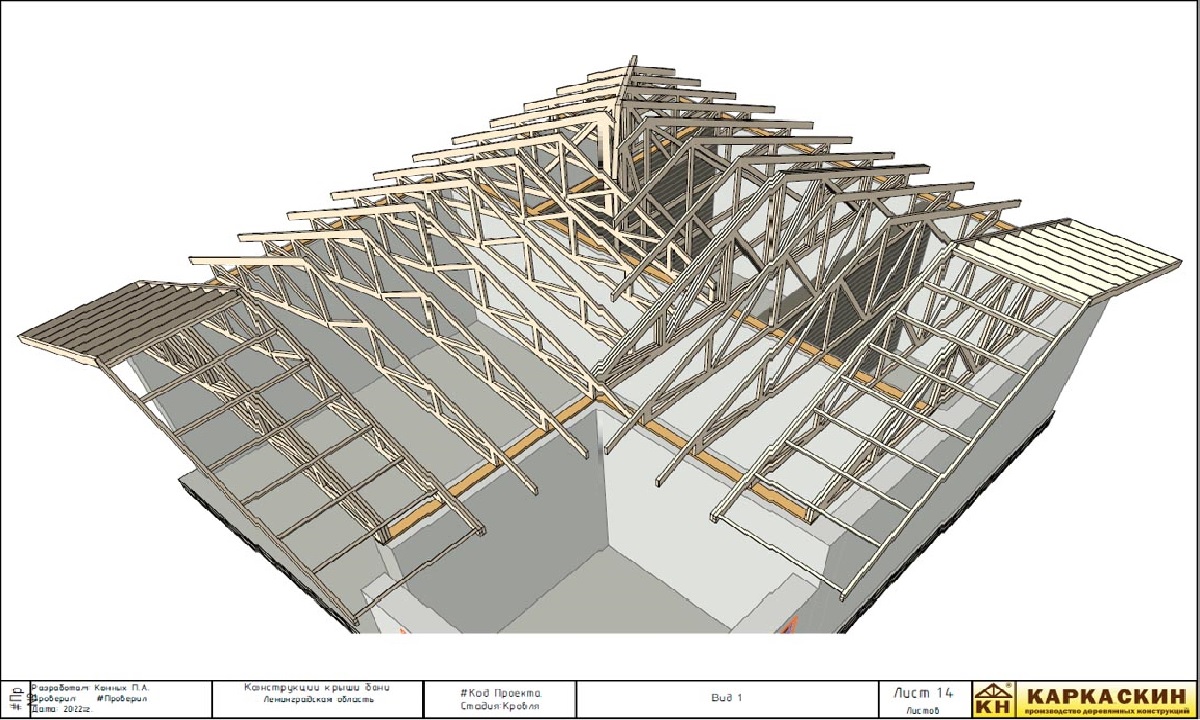 #Пр
Разработал: Конных П.А.
Проверил #Проверил
Дата: 2022г.
Конструкции крыши бани
Ленинградская область
#Код Проекта.
Стадия:Кровля
Вид 1
Лист 14
Листов
КН
КАРКАСКИН
производство деревянных конструкций